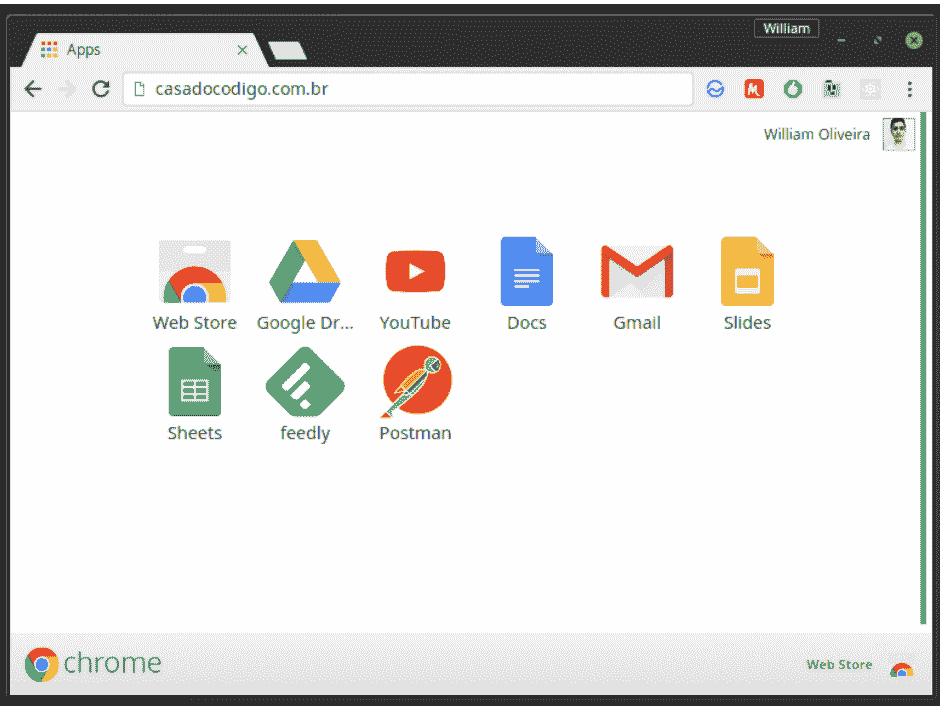 William
Apps
casadocodigo.com.br
William Oliveira
Web Store
Google Dr...
YouTube
Docs
Gmail
Slides
Sheets
feedly
Postman
chrome
Web Store